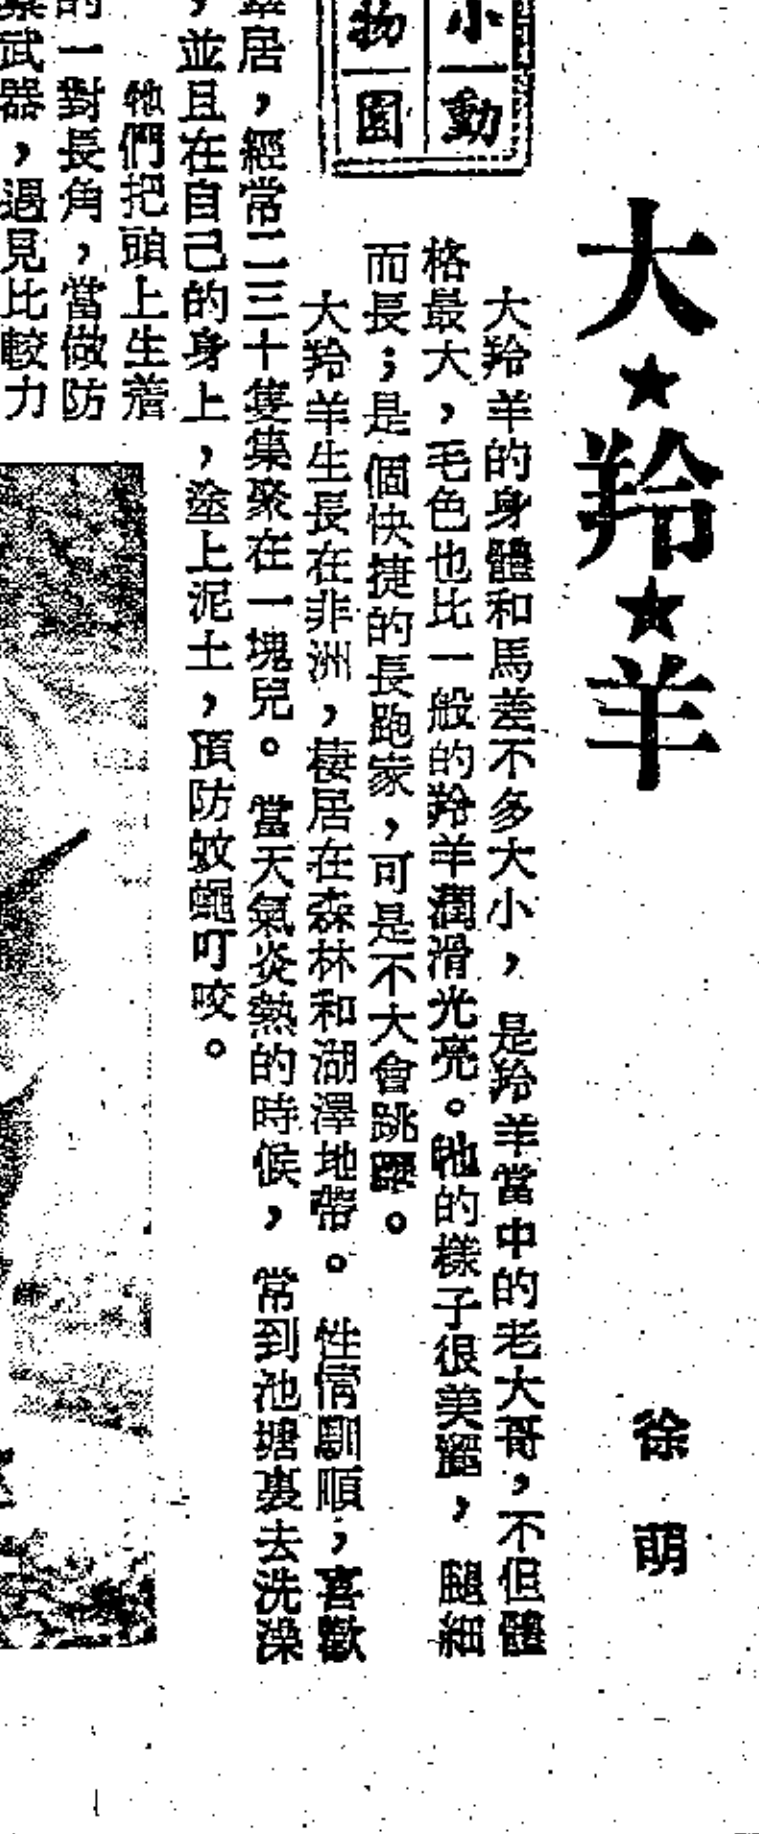 大★羚★羊
徐萌
小動
物園
大羚羊的身體和馬差不多大小，是羚羊當中的老大哥，不但體
格最大，毛色也比一般的羚羊潤滑光亮。牠的樣子很美麗，腿細
而長；是個快捷的長跑家，可是不大會跳躍。
大羚羊生長在非洲，棲居在森林和湖澤地帶。性情馴順，喜歡
羣居，經常二三十隻集聚在一塊兒。當天氣炎熱的時候，常到池塘裏去洗澡
，並且在自己的身上，塗上泥土，預防蚊蠅叮咬。
牠們把頭上生着
的一對長角，當做防
禦武器，遇見比較力